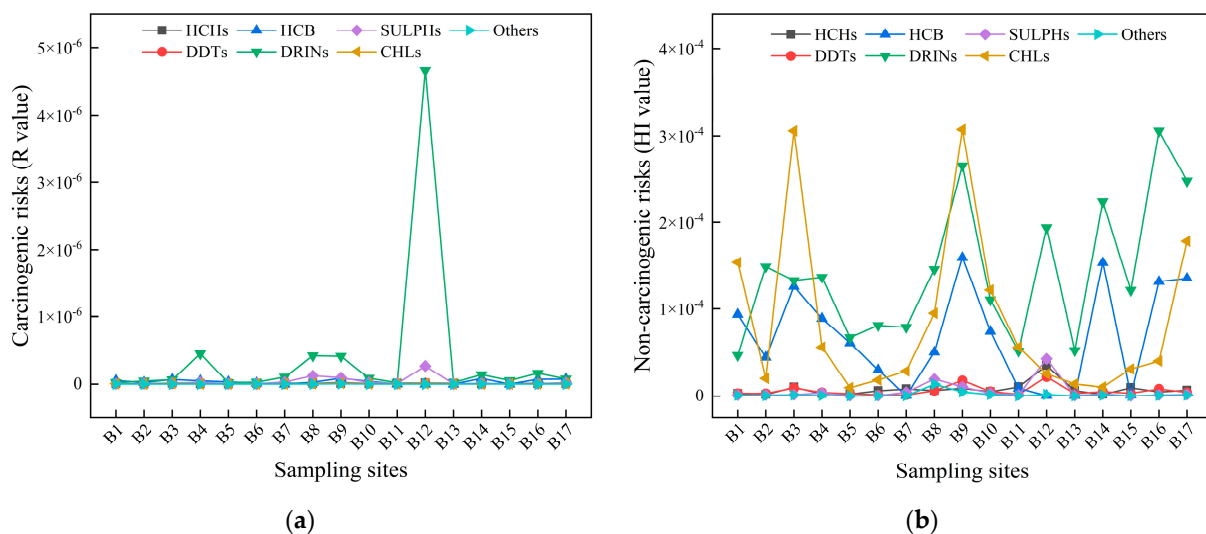 HCHs HCB SULPHs Others
DDTs DRINs CHLs
Carcinogenic risks (R value)
5×10⁻⁶
4×10⁻⁶
3×10⁻⁶
2×10⁻⁶
1×10⁻⁶
0
B1 B2 B3 B4 B5 B6 B7 B8 B9 B10 B11 B12 B13 B14 B15 B16 B17
Sampling sites
(a)
HCHs HCB SULPHs Others
DDTs DRINs CHLs
Non-carcinogenic risks (HI value)
4×10⁻⁴
3×10⁻⁴
2×10⁻⁴
1×10⁻⁴
0
B1 B2 B3 B4 B5 B6 B7 B8 B9 B10 B11 B12 B13 B14 B15 B16 B17
Sampling sites
(b)